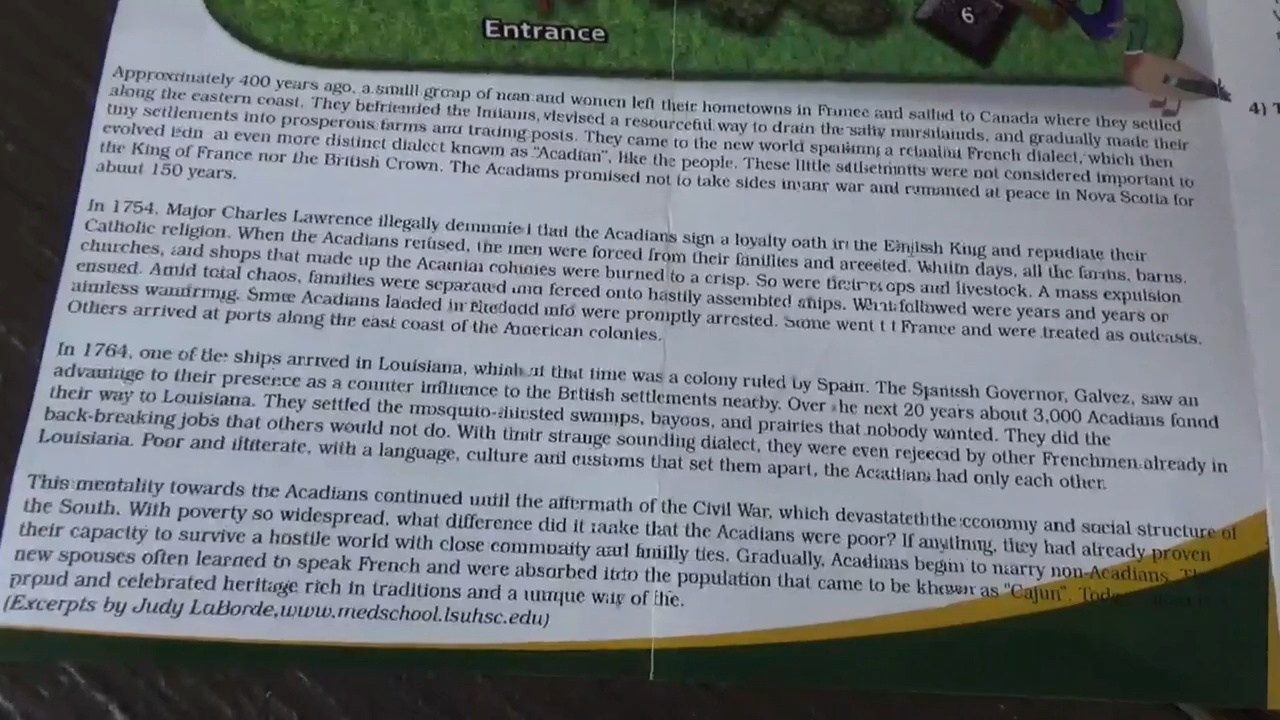 Entrance
6
4) T
Approximately 400 years ago, a small group of men and women left their hometowns in France and sailed to Canada where they settled
along the eastern coast. They befriended the Indians, devised a resourceful way to drain the salty marshlands, and gradually made their
tiny settlements into prosperous farms and trading posts. They came to the new world speaking a French dialect, which then
evolved an even more distinct dialect known as "Acadian", like the people. These little settlements were not considered important to
the King of France nor the British Crown. The Acadians promised not to take sides in any war and remained at peace in Nova Scotia for
about 150 years.
In 1754, Major Charles Lawrence illegally demanded that the Acadians sign a loyalty oath the English King and repudiate their
Catholic religion. When the Acadians refused, the men were forced from their families and arrested. Within days, all the farms, barns,
churches, and shops that made up the Acadian colonies were burned to a crisp. So were their crops and livestock. A mass expulsion
ensued. Amid total chaos, families were separated and forced onto hastily assembled ships. What followed were years and years or
aimless wandering. Some Acadians landed in and were promptly arrested. Some went to France and were treated as outcasts.
Others arrived at ports along the east coast of the American colonies.
In 1764, one of the ships arrived in Louisiana, which at that time was a colony ruled by Spain. The Spanish Governor, Galvez, saw an
advantage to their presence as a counter influence to the British settlements nearby. Over the next 20 years about 3,000 Acadians found
their way to Louisiana. They settled the mosquito-infested swamps, bayous, and prairies that nobody wanted. They did the
back-breaking jobs that others would not do. With their strange sounding dialect, they were even rejected by other Frenchmen already in
Louisiana. Poor and illiterate, with a language, culture and customs that set them apart, the Acadians had only each other.
This mentality towards the Acadians continued until the aftermath of the Civil War, which devastated the economy and social structure of
the South. With poverty so widespread, what difference did it make that the Acadians were poor? If anything, they had already proven
their capacity to survive a hostile world with close community and family ties. Gradually, Acadians begin to marry non-Acadians.
new spouses often learned to speak French and were absorbed into the population that came to be known as "Cajun".
proud and celebrated heritage rich in traditions and a unique way of life.
(Excerpts by Judy LaBorde,www.medschool.lsuhsc.edu)